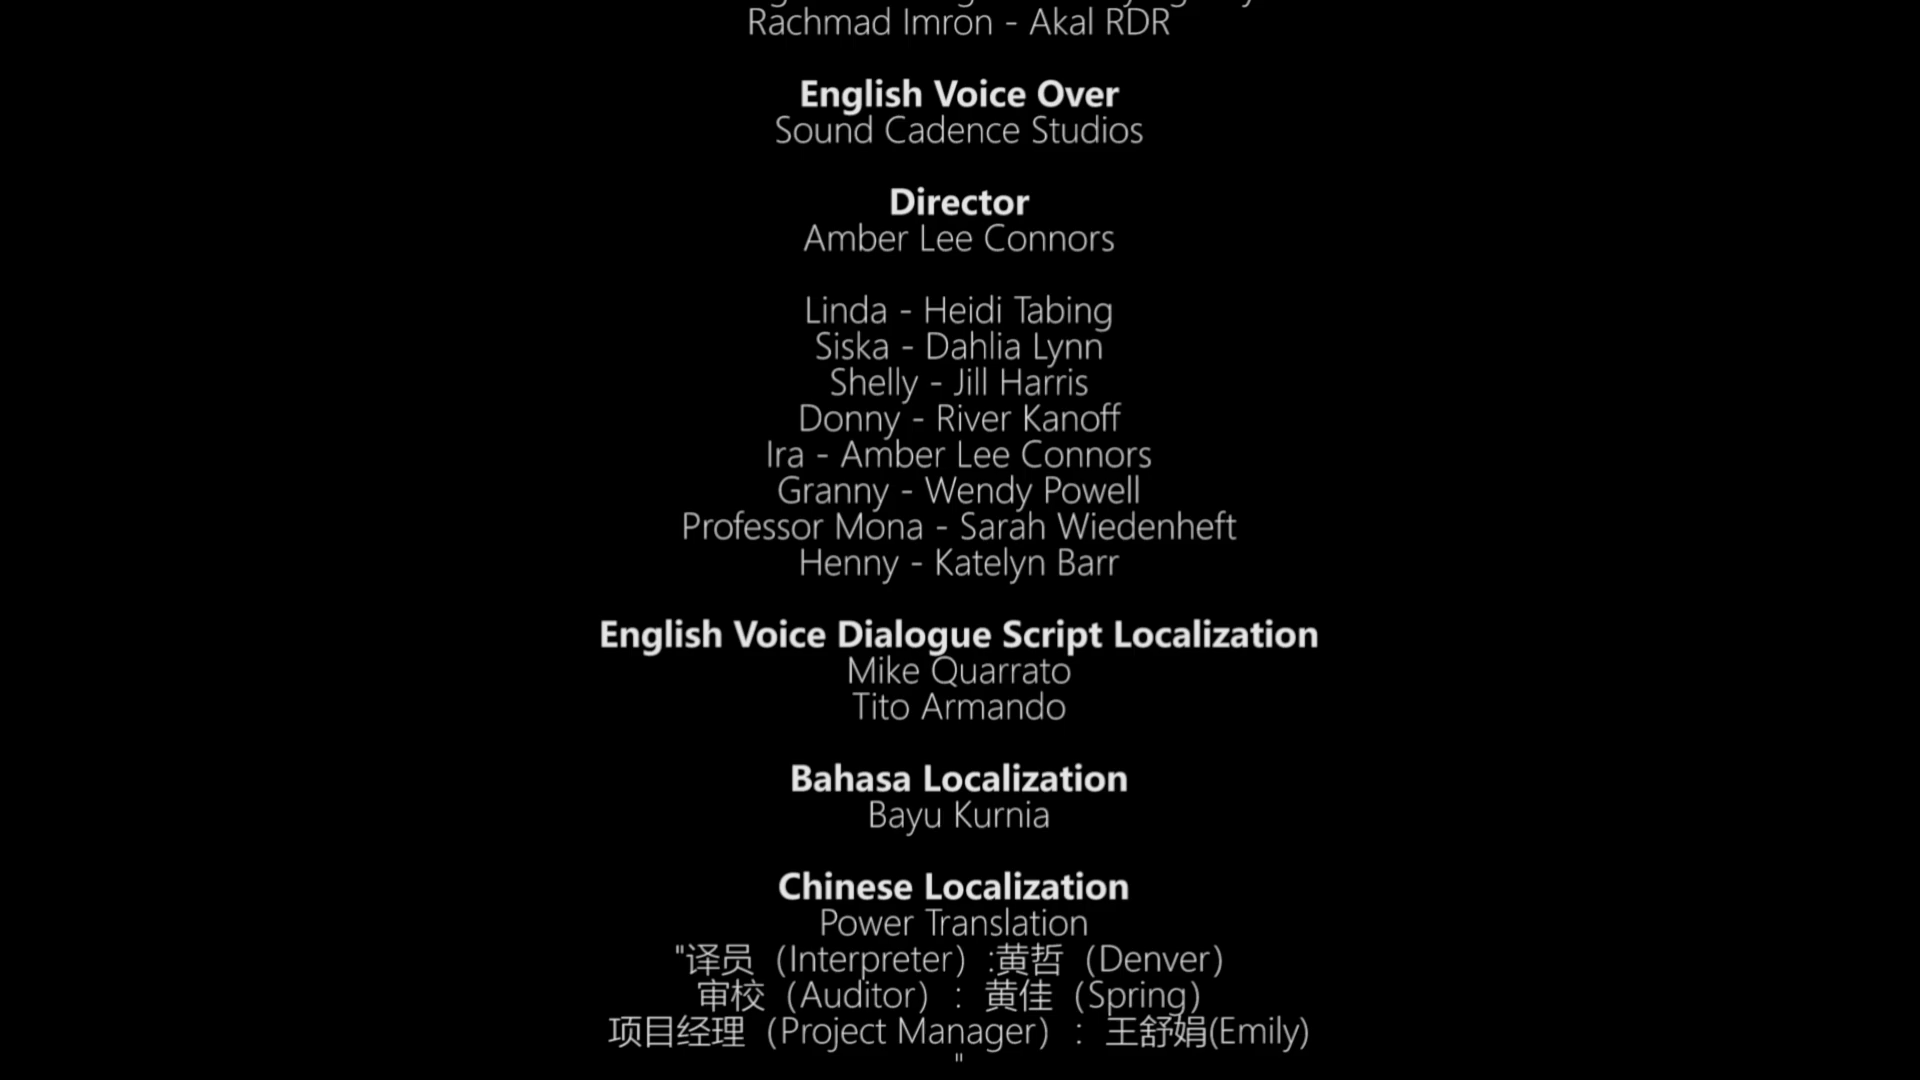 Rachmad Imron - Akal RDR
English Voice Over
Sound Cadence Studios
Director
Amber Lee Connors
Linda - Heidi Tabing
Siska - Dahlia Lynn
Shelly - Jill Harris
Donny - River Kanoff
Ira - Amber Lee Connors
Granny - Wendy Powell
Professor Mona - Sarah Wiedenheft
Henny - Katelyn Barr
English Voice Dialogue Script Localization
Mike Quarrato
Tito Armando
Bahasa Localization
Bayu Kurnia
Chinese Localization
Power Translation
"译员（Interpreter）:黄哲（Denver）
审校（Auditor）： 黄佳（Spring）
项目经理（Project Manager）： 王舒娟(Emily)
"